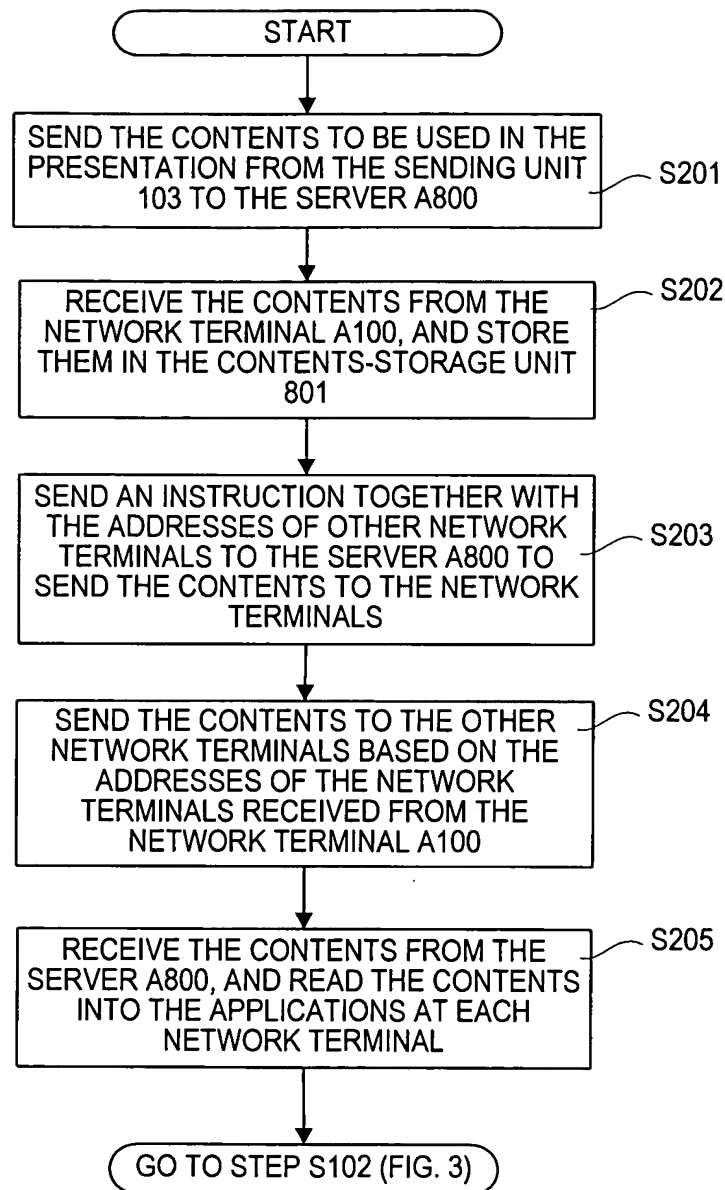 START
SEND THE CONTENTS TO BE USED IN THE
PRESENTATION FROM THE SENDING UNIT
103 TO THE SERVER A800
S201
RECEIVE THE CONTENTS FROM THE
NETWORK TERMINAL A100, AND STORE
THEM IN THE CONTENTS-STORAGE UNIT
801
S202
SEND AN INSTRUCTION TOGETHER WITH
THE ADDRESSES OF OTHER NETWORK
TERMINALS TO THE SERVER A800 TO
SEND THE CONTENTS TO THE NETWORK
TERMINALS
S203
SEND THE CONTENTS TO THE OTHER
NETWORK TERMINALS BASED ON THE
ADDRESSES OF THE NETWORK
TERMINALS RECEIVED FROM THE
NETWORK TERMINAL A100
S204
RECEIVE THE CONTENTS FROM THE
SERVER A800, AND READ THE CONTENTS
INTO THE APPLICATIONS AT EACH
NETWORK TERMINAL
S205
GO TO STEP S102 (FIG. 3)